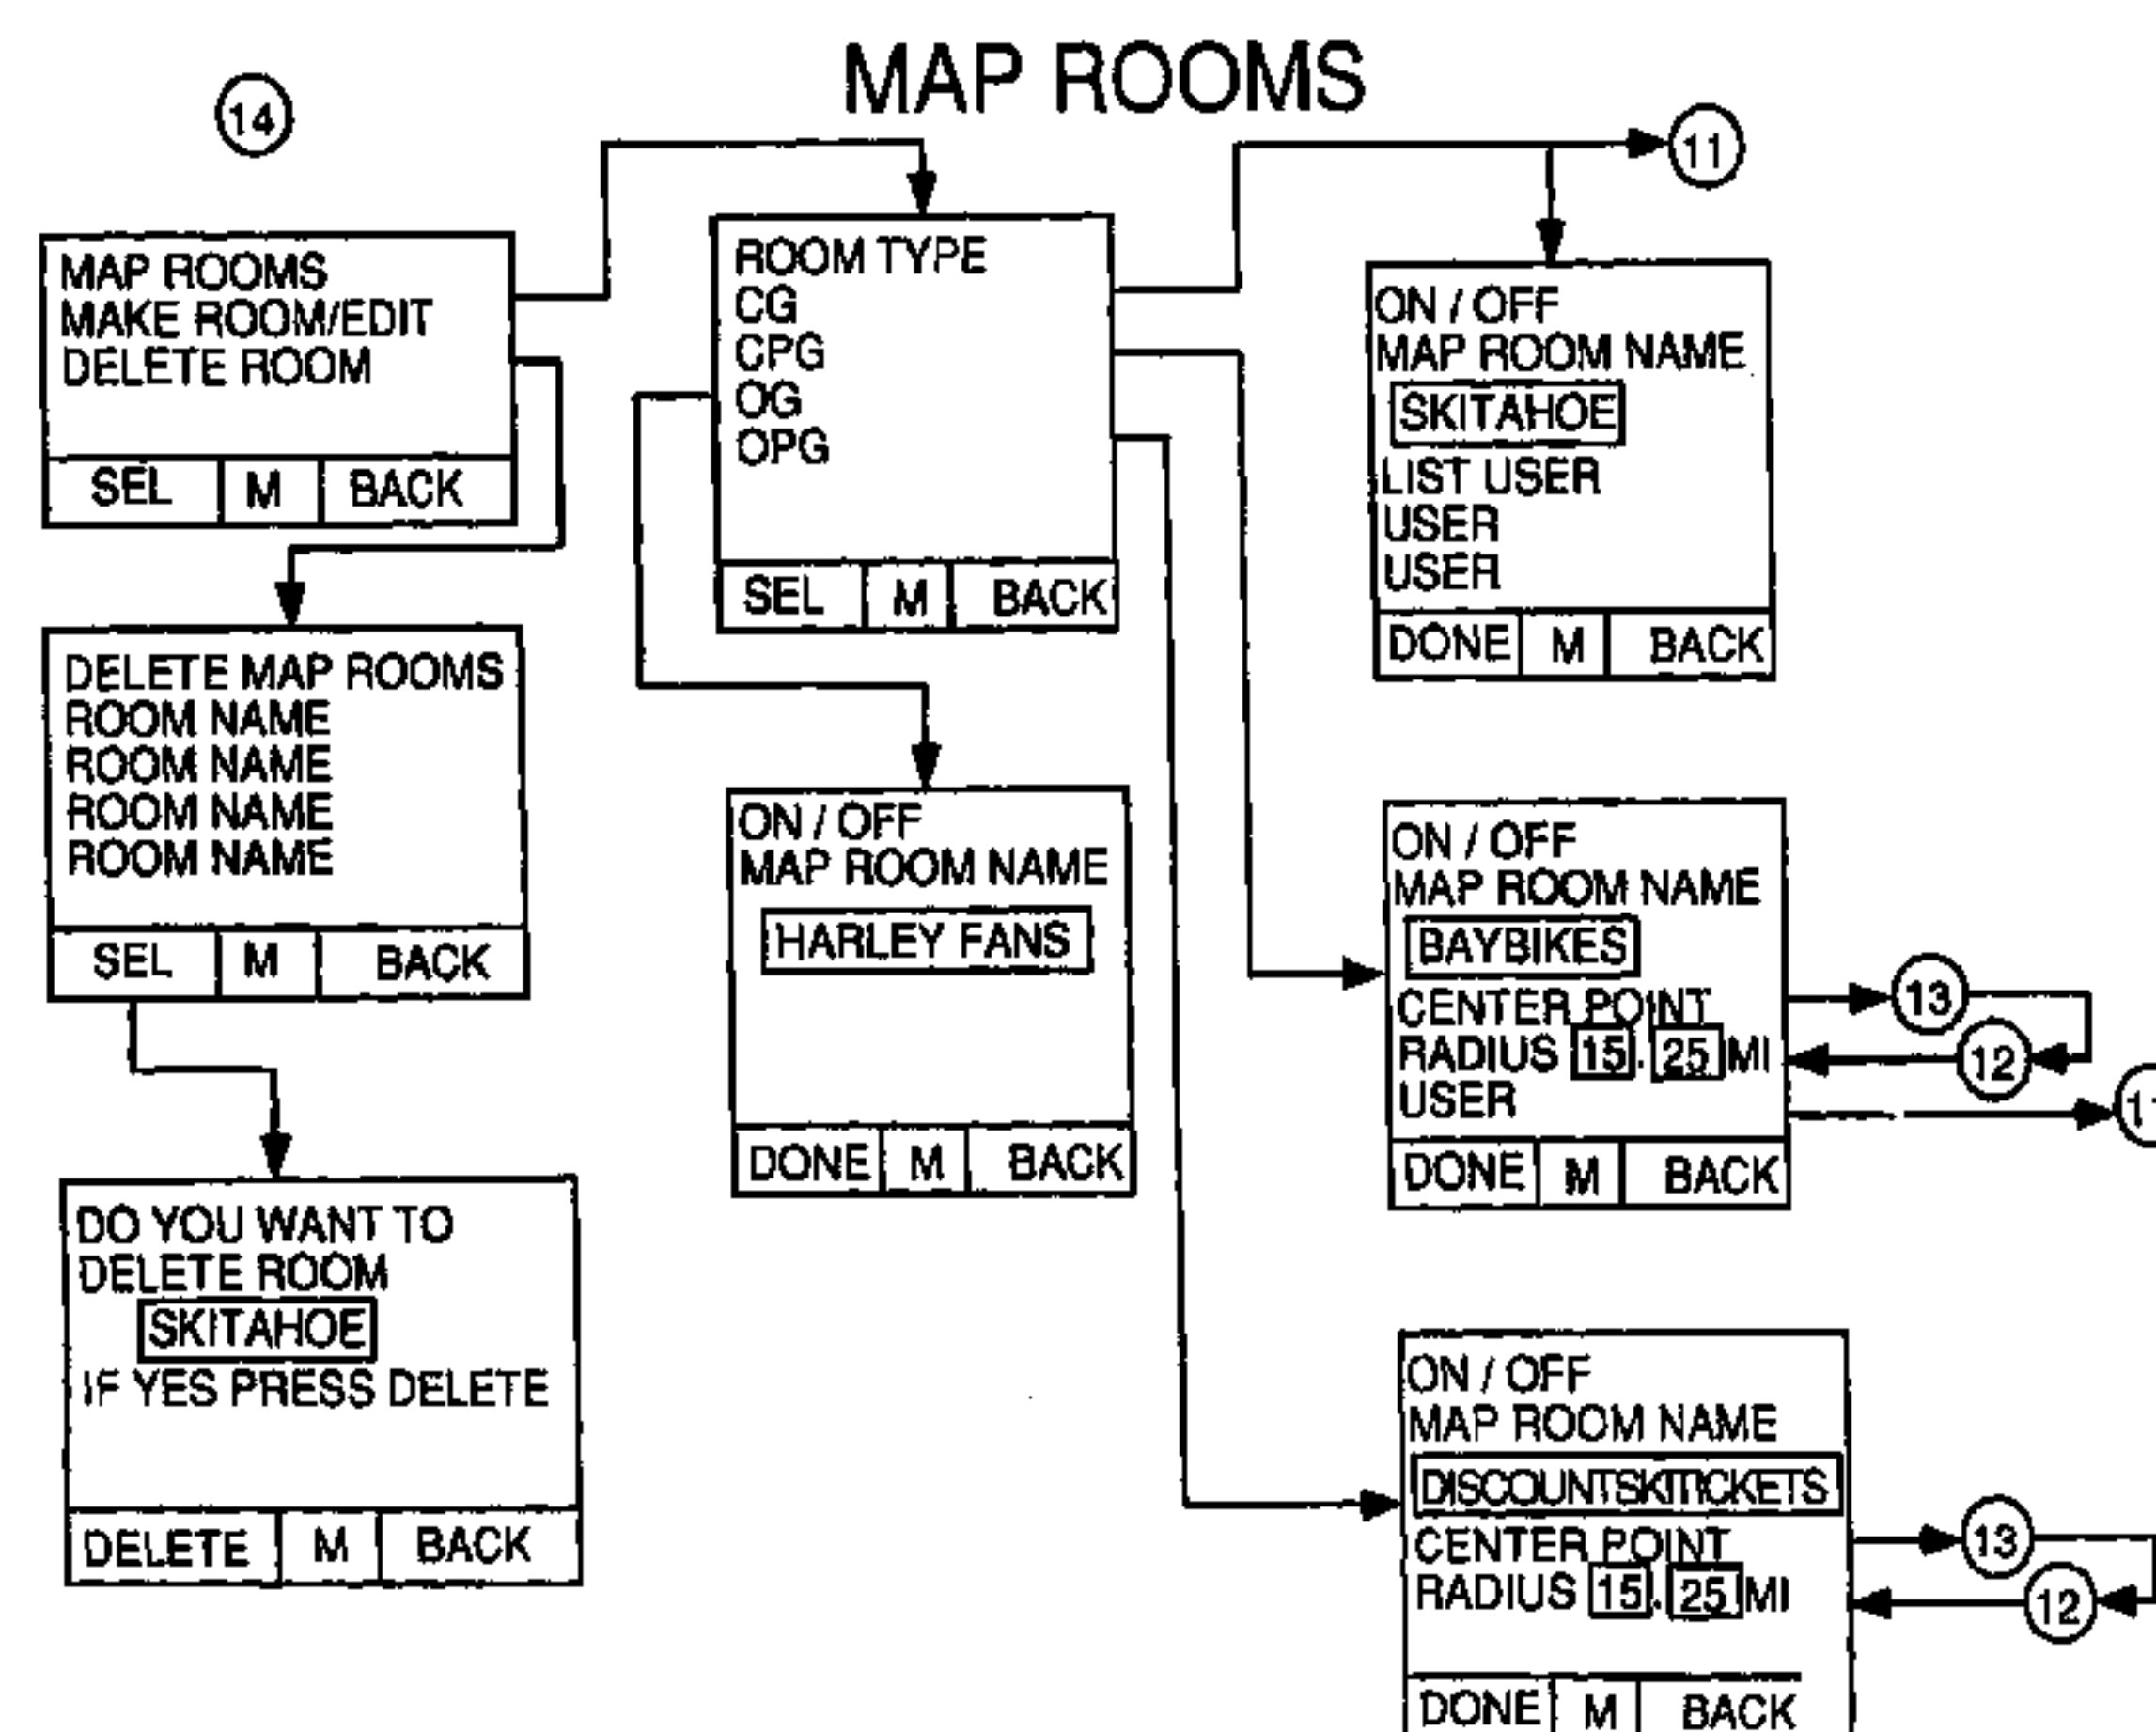 MAP ROOMS
14
11
MAP ROOMS
MAKE ROOM/EDIT
DELETE ROOM
SEL M BACK
ROOM TYPE
CG
CPG
OG
OPG
SEL M BACK
ON / OFF
MAP ROOM NAME
SKITAHOE
LIST USER
USER
USER
DONE M BACK
DELETE MAP ROOMS
ROOM NAME
ROOM NAME
ROOM NAME
ROOM NAME
SEL M BACK
ON / OFF
MAP ROOM NAME
HARLEY FANS
DONE M BACK
ON / OFF
MAP ROOM NAME
BAYBIKES
CENTER POINT
RADIUS 15 . 25 MI
USER
DONE M BACK
13
12
DO YOU WANT TO
DELETE ROOM
SKITAHOE
IF YES PRESS DELETE
DELETE M BACK
ON / OFF
MAP ROOM NAME
DISCOUNTSKITICKETS
CENTER POINT
RADIUS 15 . 25 MI
DONE M BACK
13
12